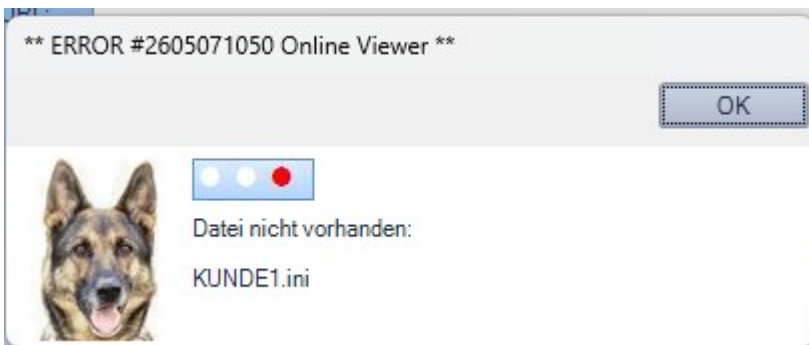 ** ERROR #2605071050 Online Viewer **
OK
Datei nicht vorhanden:
KUNDE1.ini